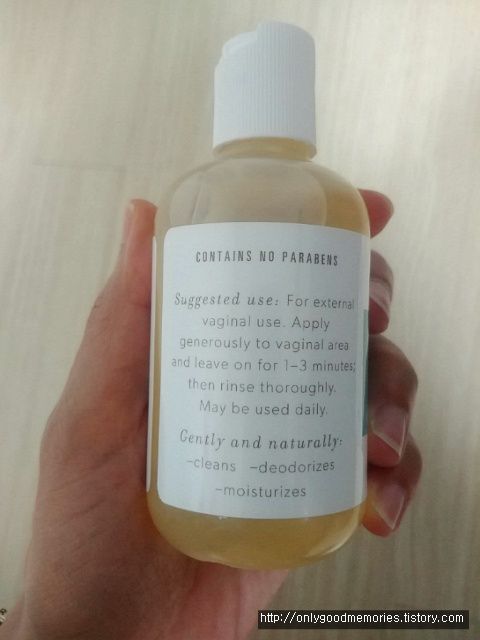 CONTAINS NO PARABENS
Suggested use: For external
vaginal use. Apply
generously to vaginal area
and leave on for 1–3 minutes;
then rinse thoroughly.
May be used daily.
Gently and naturally:
–cleans –deodorizes
–moisturizes
http://onlygoodmemories.tistory.com